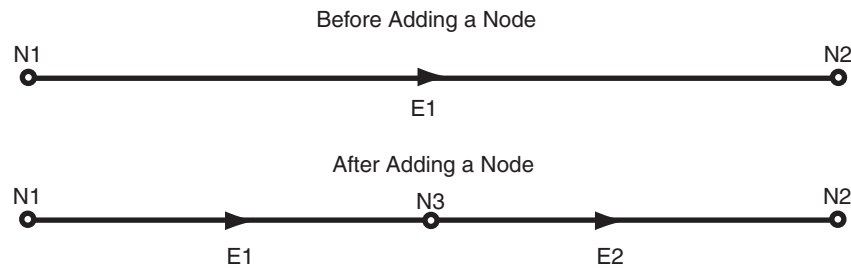 Before Adding a Node
N1 N2
E1
After Adding a Node
N1 N3 N2
E1 E2